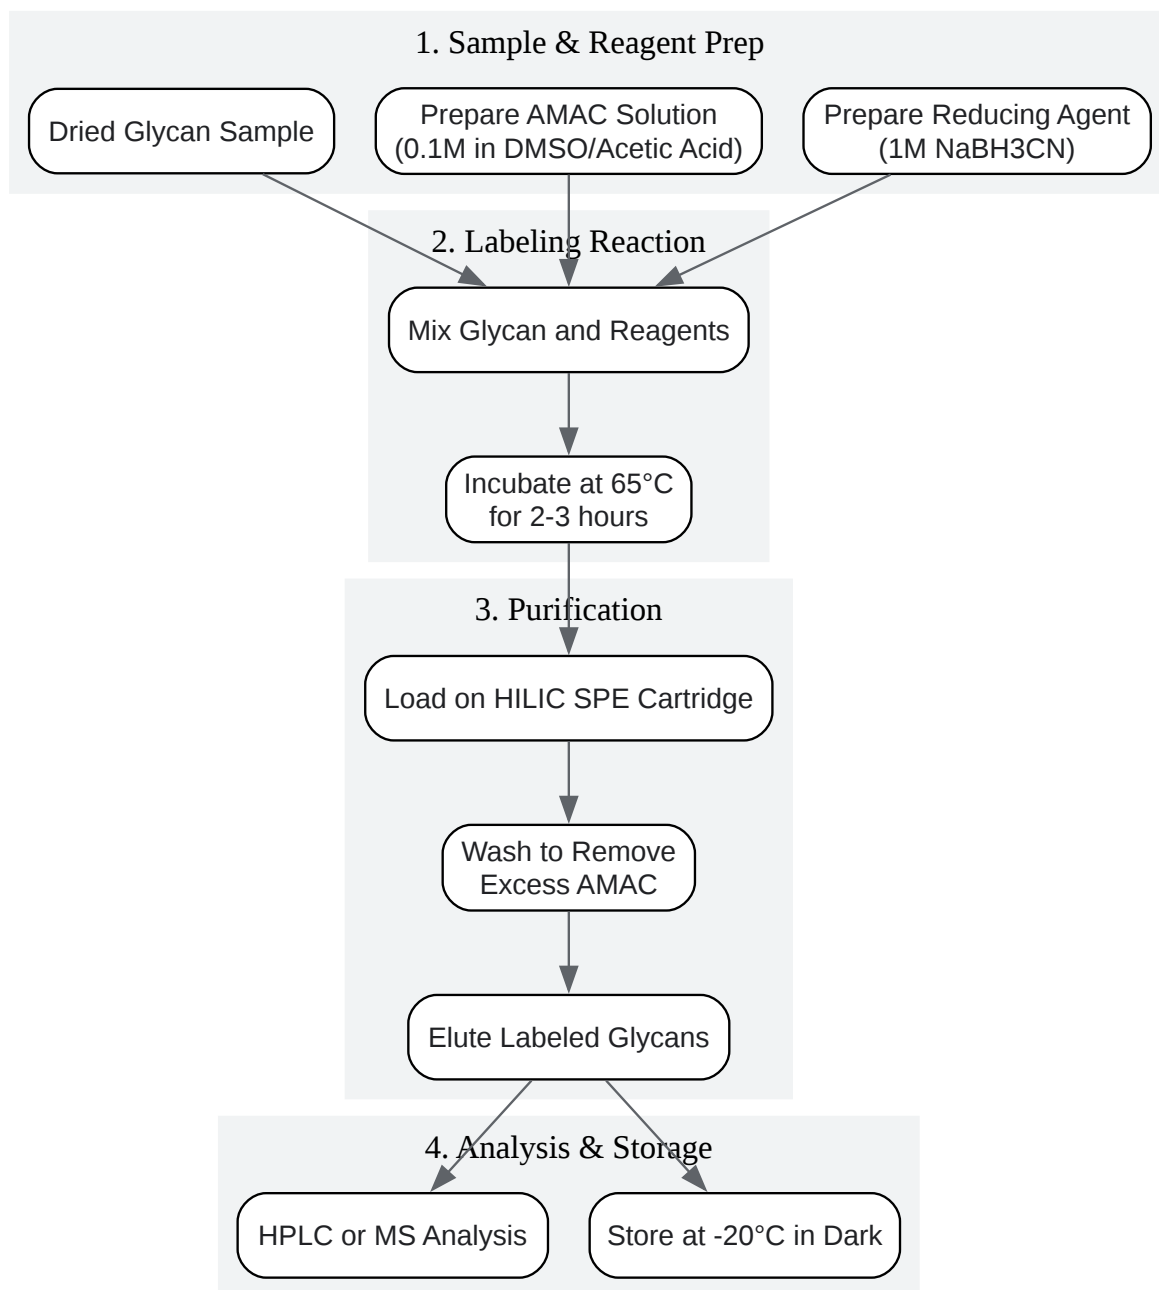 1. Sample & Reagent Prep
Dried Glycan Sample
Prepare AMAC Solution
(0.1M in DMSO/Acetic Acid)
Prepare Reducing Agent
(1M NaBH3CN)
2. Labeling Reaction
Mix Glycan and Reagents
Incubate at 65°C
for 2-3 hours
3. Purification
Load on HILIC SPE Cartridge
Wash to Remove
Excess AMAC
Elute Labeled Glycans
4. Analysis & Storage
HPLC or MS Analysis
Store at -20°C in Dark